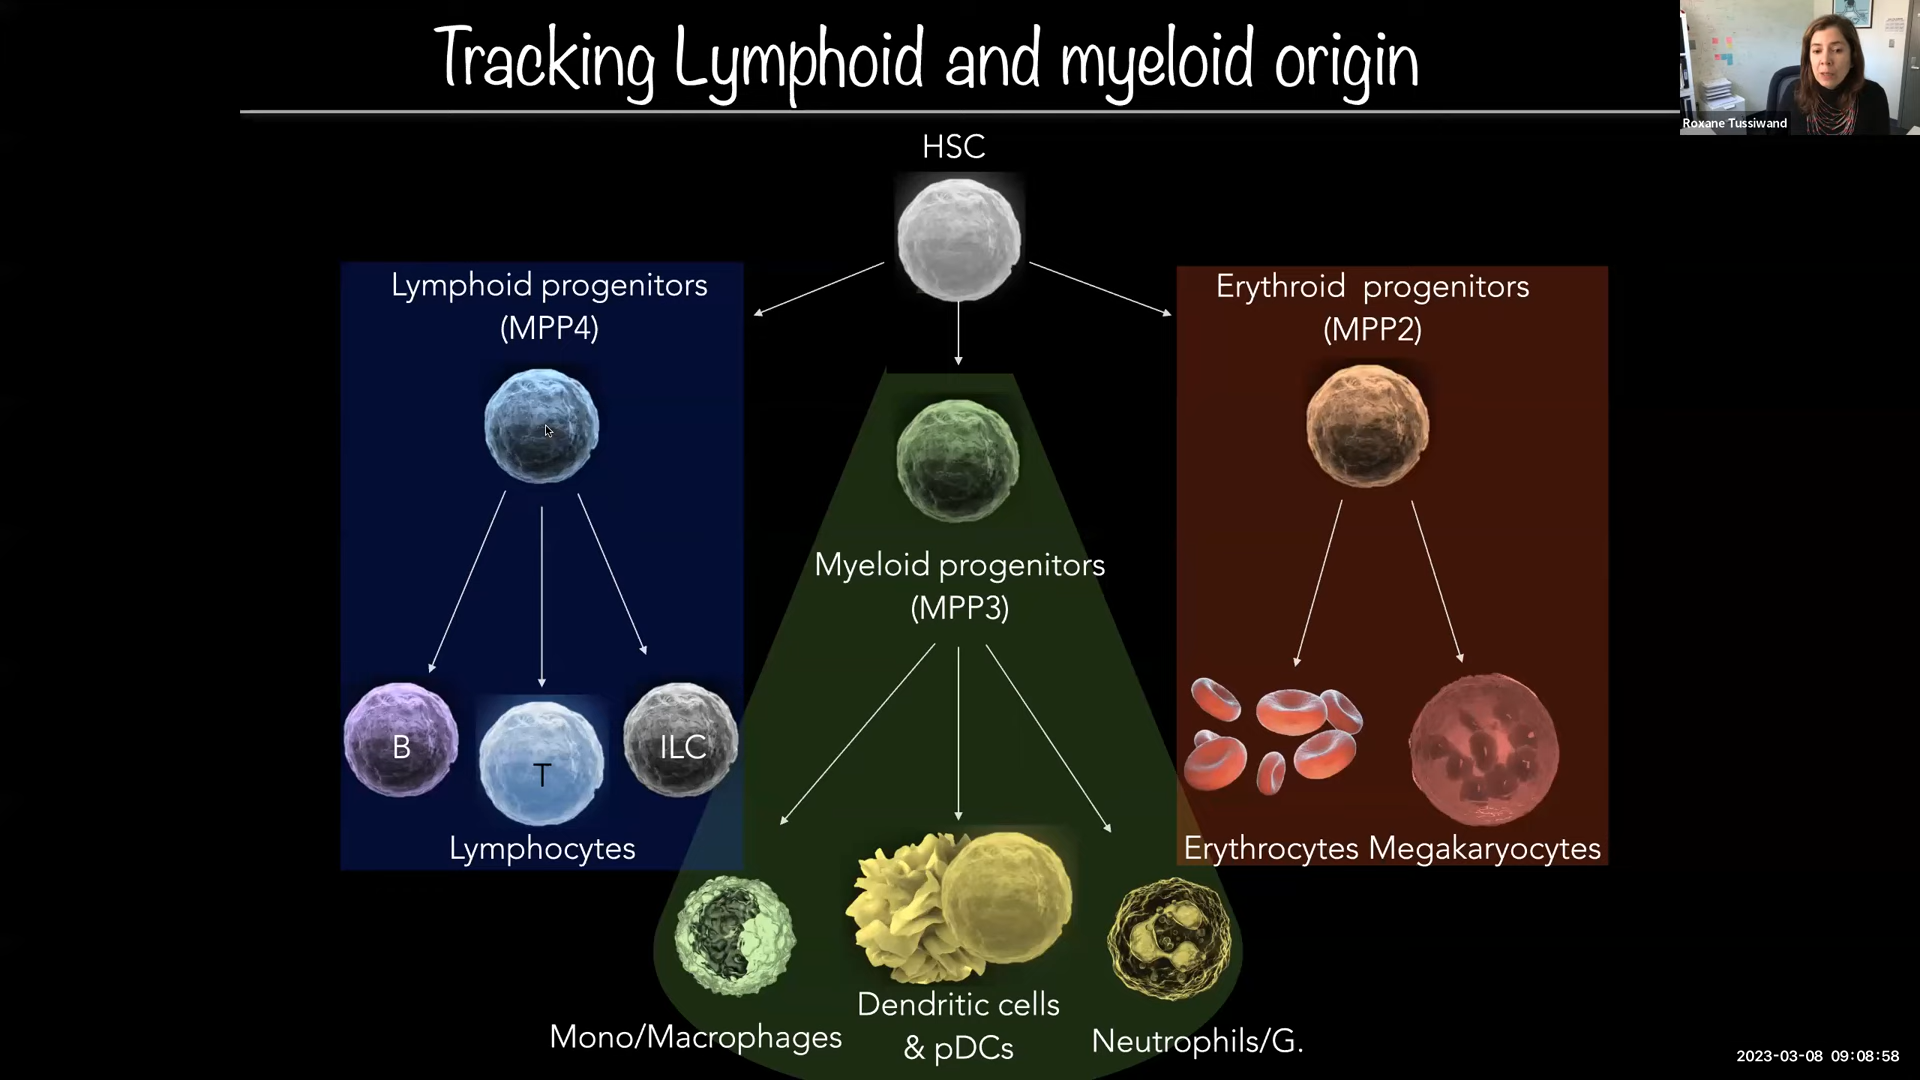 Tracking Lymphoid and myeloid origin
Roxane Tussiwand
HSC
Lymphoid progenitors
(MPP4)
Erythroid progenitors
(MPP2)
Myeloid progenitors
(MPP3)
B
T
ILC
Lymphocytes
Erythrocytes Megakaryocytes
Mono/Macrophages
Dendritic cells
& pDCs
Neutrophils/G.
2023-03-08 09:08:58